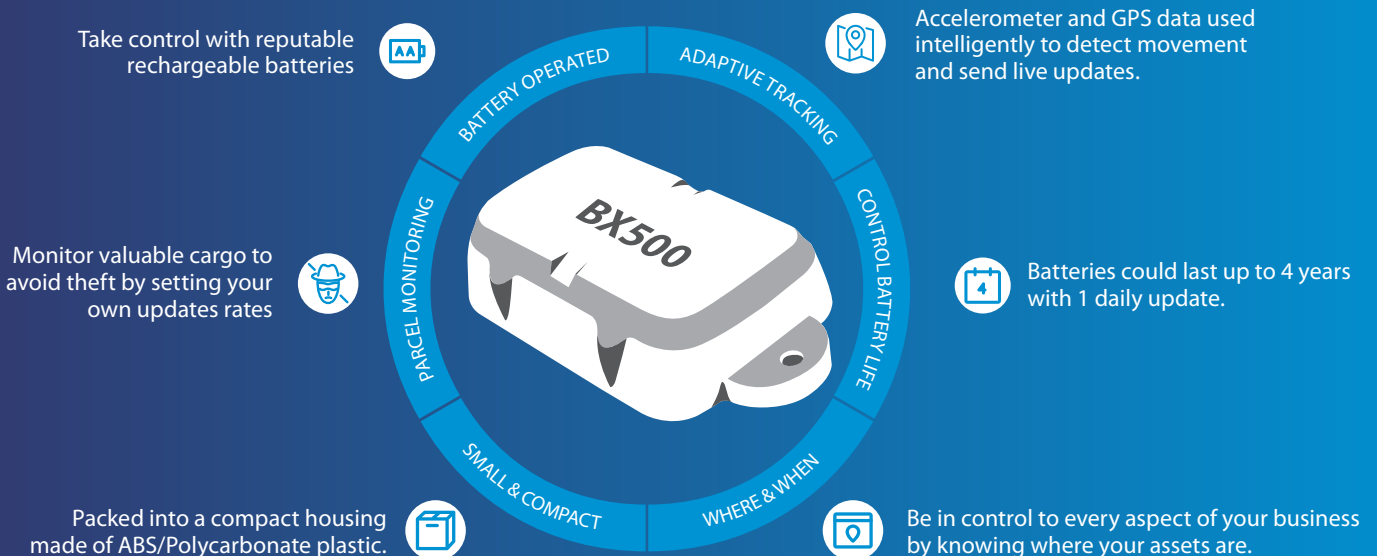 Take control with reputable
rechargeable batteries
AA
BATTERY OPERATED
ADAPTIVE TRACKING
Accelerometer and GPS data used
intelligently to detect movement
and send live updates.
Monitor valuable cargo to
avoid theft by setting your
own updates rates
PARCEL MONITORING
BX500
CONTROL BATTERY LIFE
4
Batteries could last up to 4 years
with 1 daily update.
Packed into a compact housing
made of ABS/Polycarbonate plastic.
SMALL & COMPACT
WHERE & WHEN
Be in control to every aspect of your business
by knowing where your assets are.